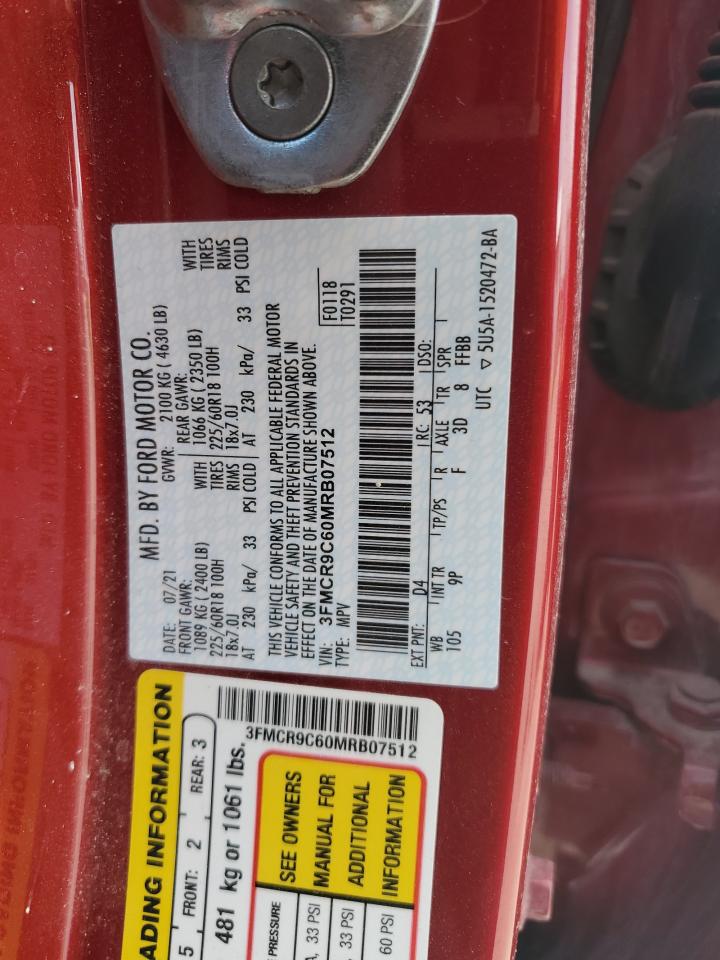 MFD. BY FORD MOTOR CO.
DATE: 07/21 GVWR: 2100 KG ( 4630 LB)
FRONT GAWR: REAR GAWR:
1089 KG ( 2400 LB) WITH 1066 KG ( 2350 LB) WITH
225/60R18 100H TIRES 225/60R18 100H TIRES
18x7.0J RIMS 18x7.0J RIMS
AT 230 kPa/ 33 PSI COLD AT 230 kPa/ 33 PSI COLD
THIS VEHICLE CONFORMS TO ALL APPLICABLE FEDERAL MOTOR
VEHICLE SAFETY AND THEFT PREVENTION STANDARDS IN
EFFECT ON THE DATE OF MANUFACTURE SHOWN ABOVE.
VIN: 3FMCR9C60MRB07512 F0118
TYPE: MPV T0291
EXT PNT: D4 RC: 53 DSO:
WB INT TR TP/PS R AXLE TR SPR
105 9P F 3D 8 FFBB
UTC ▽ 5U5A-1520472-BA
ADING INFORMATION
5 FRONT: 2 REAR: 3
481 kg or 1061 lbs.
3FMCR9C60MRB07512
PRESSURE SEE OWNERS
33 PSI MANUAL FOR
33 PSI ADDITIONAL
60 PSI INFORMATION